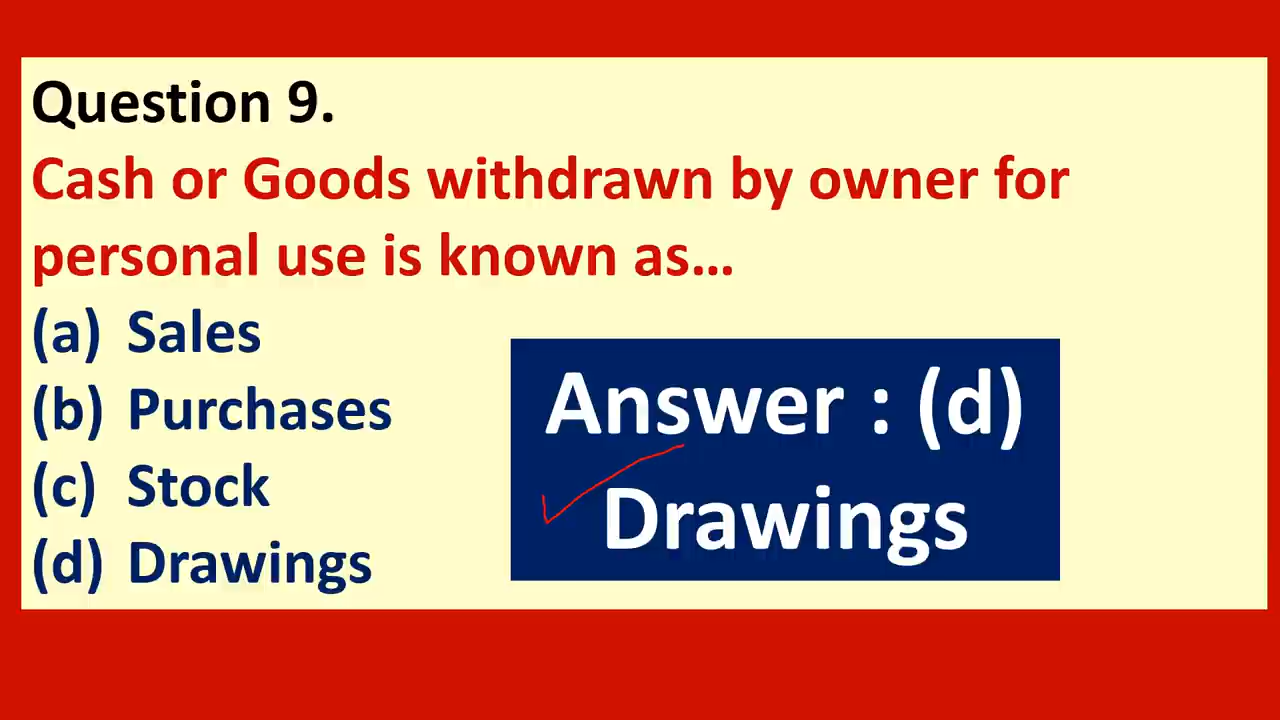 Question 9.
Cash or Goods withdrawn by owner for
personal use is known as...
(a) Sales
(b) Purchases
(c) Stock
(d) Drawings
Answer : (d)
Drawings